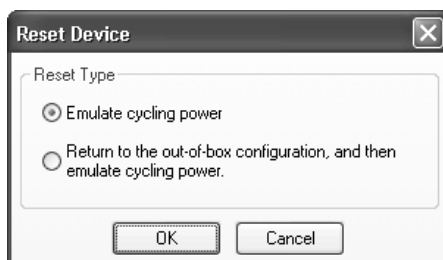 Reset Device
Reset Type
Emulate cycling power
Return to the out-of-box configuration, and then
emulate cycling power.
OK
Cancel